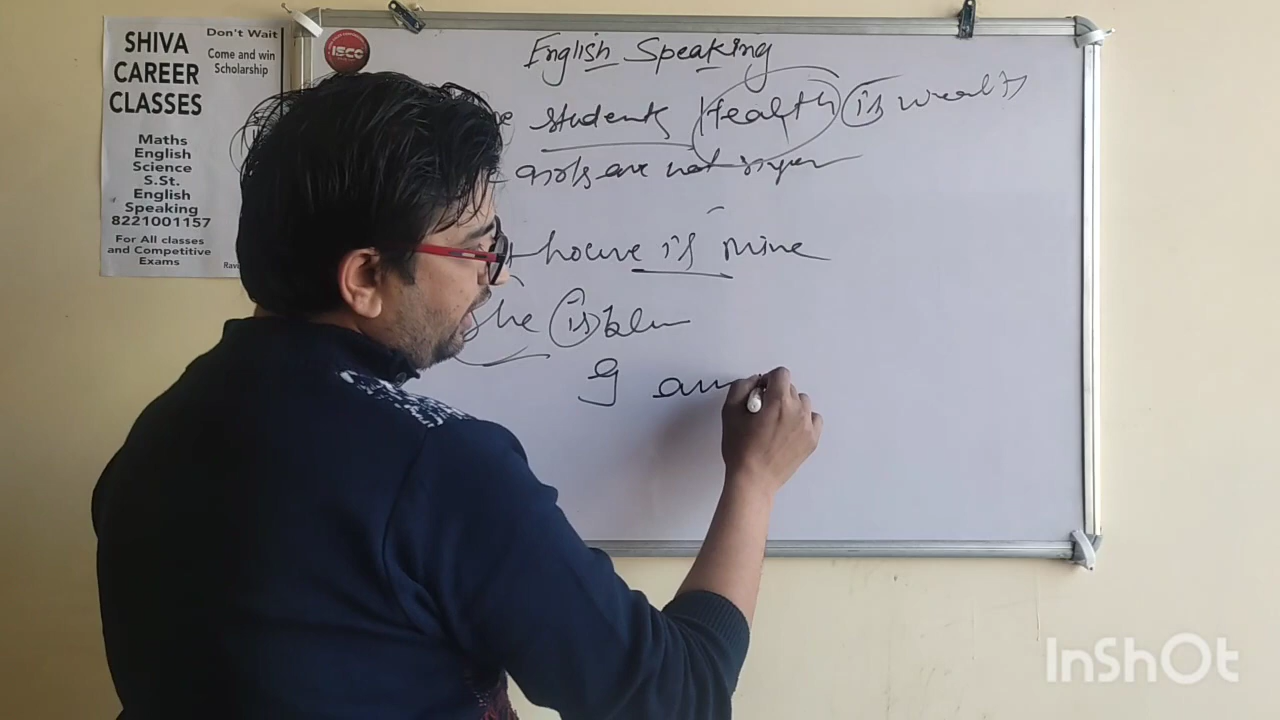 Don't Wait
SHIVA
CAREER
CLASSES
Come and win
Scholarship
Maths
English
Science
S.St.
English
Speaking
8221001157
For All classes
and Competitive
Exams
ISCC
English Speaking
students Health is wealth
girls are not
house is mine
She is
I am
InShOt